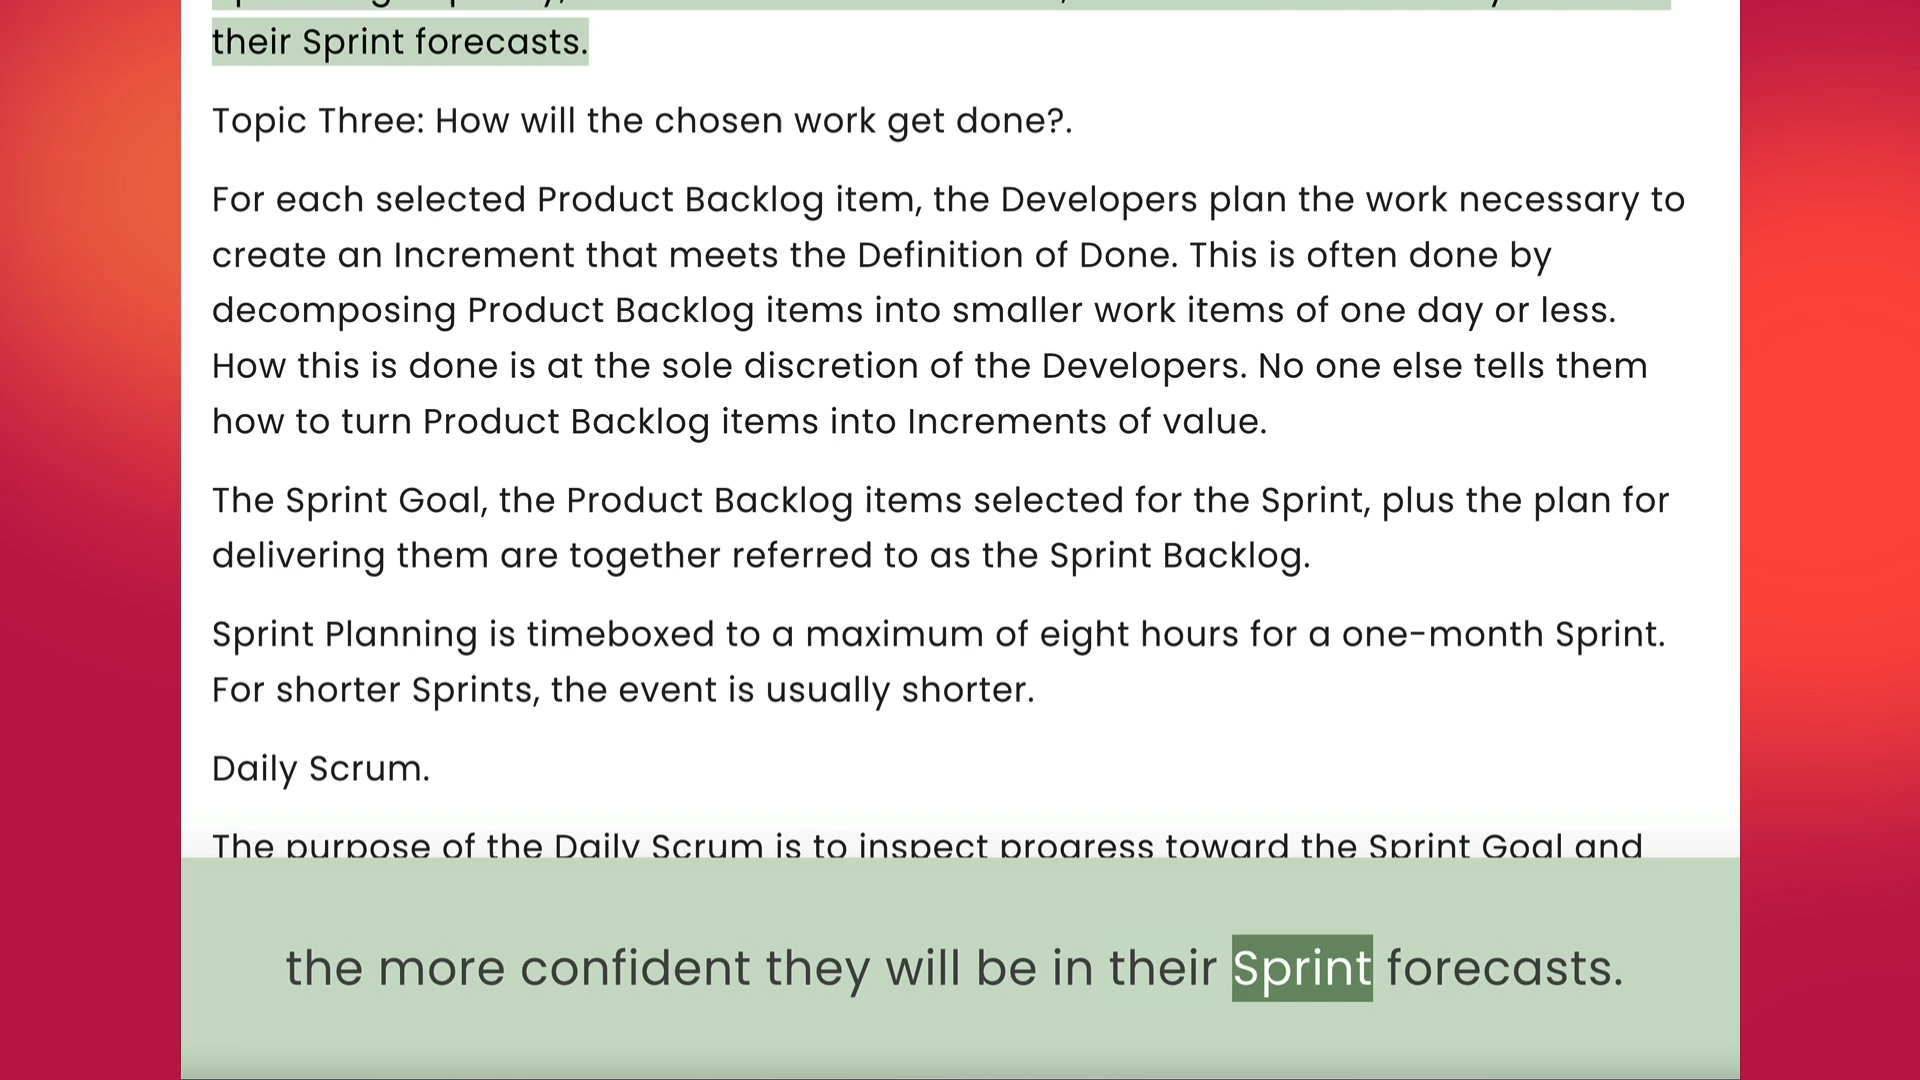 their Sprint forecasts.
Topic Three: How will the chosen work get done?.
For each selected Product Backlog item, the Developers plan the work necessary to
create an Increment that meets the Definition of Done. This is often done by
decomposing Product Backlog items into smaller work items of one day or less.
How this is done is at the sole discretion of the Developers. No one else tells them
how to turn Product Backlog items into Increments of value.
The Sprint Goal, the Product Backlog items selected for the Sprint, plus the plan for
delivering them are together referred to as the Sprint Backlog.
Sprint Planning is timeboxed to a maximum of eight hours for a one-month Sprint.
For shorter Sprints, the event is usually shorter.
Daily Scrum.
The purpose of the Daily Scrum is to inspect progress toward the Sprint Goal and
the more confident they will be in their Sprint forecasts.